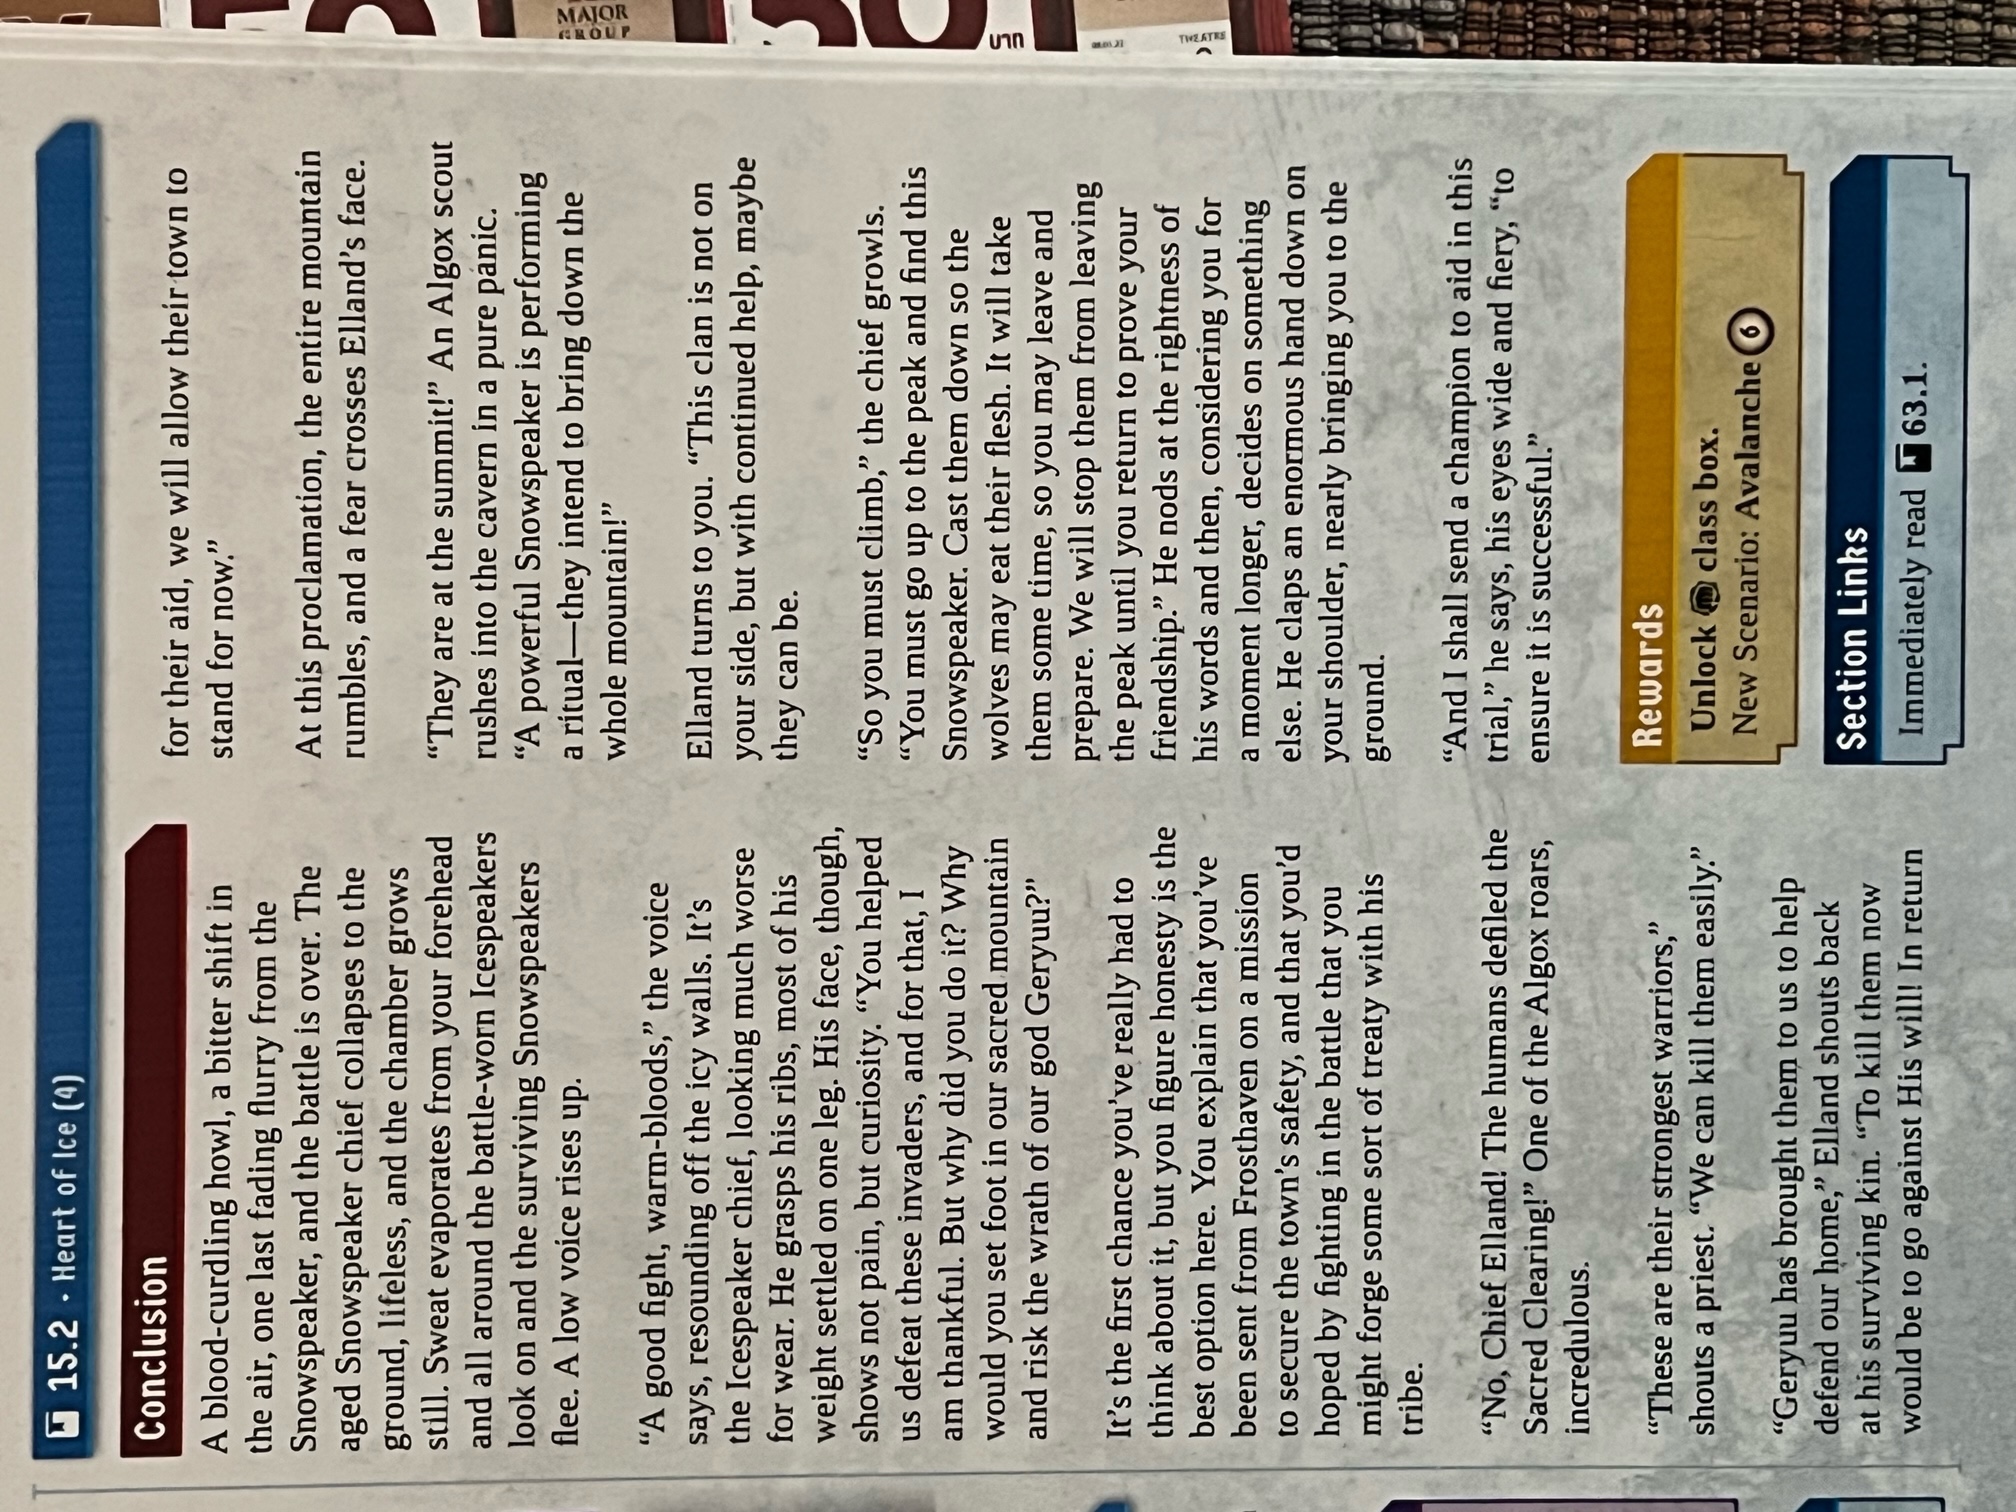 15.2 · Heart of Ice (4)
Conclusion
A blood-curdling howl, a bitter shift in
the air, one last fading flurry from the
Snowspeaker, and the battle is over. The
aged Snowspeaker chief collapses to the
ground, lifeless, and the chamber grows
still. Sweat evaporates from your forehead
and all around the battle-worn Icespeakers
look on and the surviving Snowspeakers
flee. A low voice rises up.
“A good fight, warm-bloods,” the voice
says, resounding off the icy walls. It’s
the Icespeaker chief, looking much worse
for wear. He grasps his ribs, most of his
weight settled on one leg. His face, though,
shows not pain, but curiosity. “You helped
us defeat these invaders, and for that, I
am thankful. But why did you do it? Why
would you set foot in our sacred mountain
and risk the wrath of our god Geryuu?”
It’s the first chance you’ve really had to
think about it, but you figure honesty is the
best option here. You explain that you’ve
been sent from Frosthaven on a mission
to secure the town’s safety, and that you’d
hoped by fighting in the battle that you
might forge some sort of treaty with his
tribe.
“No, Chief Elland! The humans defiled the
Sacred Clearing!” One of the Algox roars,
incredulous.
“These are their strongest warriors,”
shouts a priest. “We can kill them easily.”
“Geryuu has brought them to us to help
defend our home,” Elland shouts back
at his surviving kin. “To kill them now
would be to go against His will! In return
for their aid, we will allow their town to
stand for now.”
At this proclamation, the entire mountain
rumbles, and a fear crosses Elland’s face.
“They are at the summit!” An Algox scout
rushes into the cavern in a pure panic.
“A powerful Snowspeaker is performing
a ritual—they intend to bring down the
whole mountain!”
Elland turns to you. “This clan is not on
your side, but with continued help, maybe
they can be.
“So you must climb,” the chief growls.
“You must go up to the peak and find this
Snowspeaker. Cast them down so the
wolves may eat their flesh. It will take
them some time, so you may leave and
prepare. We will stop them from leaving
the peak until you return to prove your
friendship.” He nods at the rightness of
his words and then, considering you for
a moment longer, decides on something
else. He claps an enormous hand down on
your shoulder, nearly bringing you to the
ground.
“And I shall send a champion to aid in this
trial,” he says, his eyes wide and fiery, “to
ensure it is successful.”
Rewards
Unlock class box.
New Scenario: Avalanche 6
Section Links
Immediately read 63.1.
MAJOR
GROUP
THEATRE